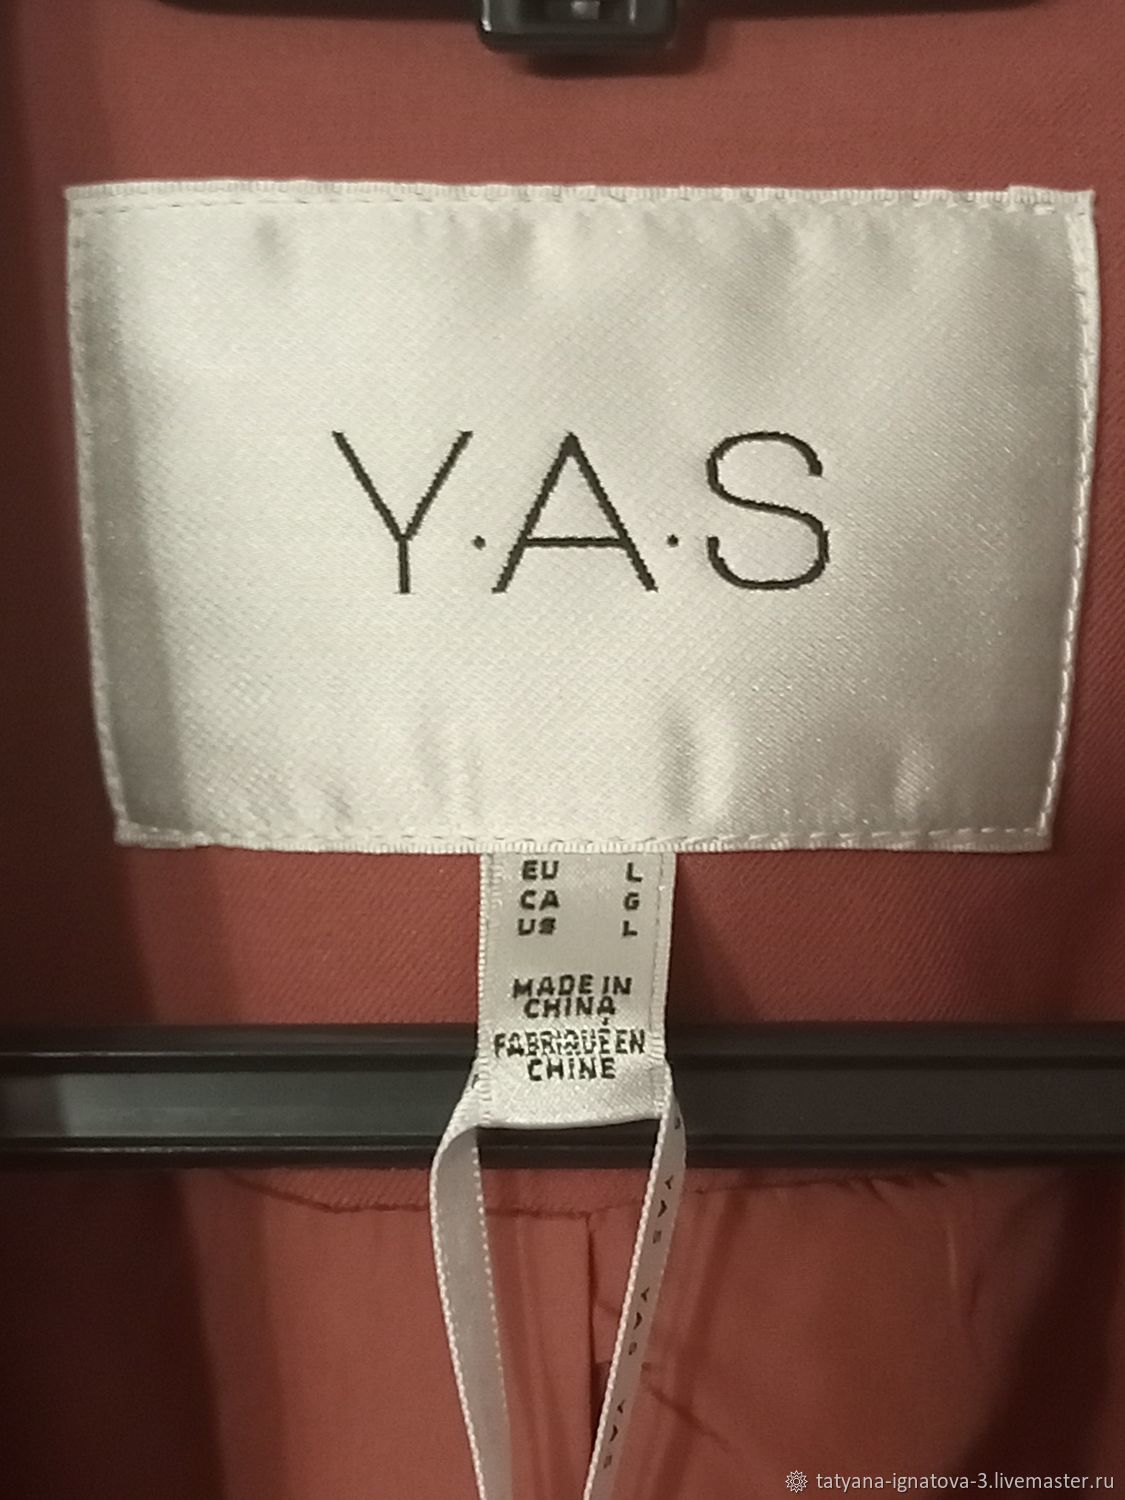 Y·A·S
EU L
CA G
US L
MADE IN
CHINA
FABRIQUÉ EN
CHINE
Y A S
Y A S
Y A S
tatyana-ignatova-3.livemaster.ru